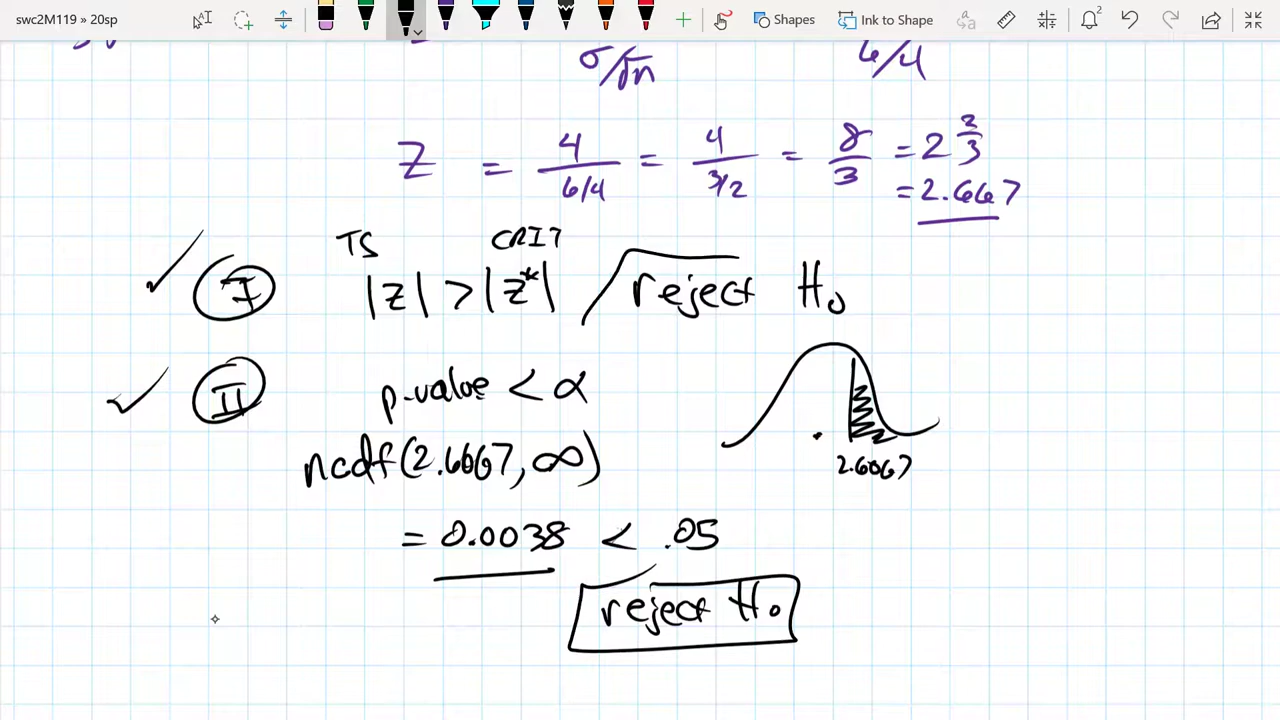 swc2M119 » 20sp
Shapes
Ink to Shape
σ/√n 6/4
Z = 4/(6/4) = 4/(3/2) = 8/3 = 2 2/3
= 2.667
TS CRIT
I |z| > |z*| reject H₀
II p-value < α
ncdf(2.6667, ∞)
2.6667
= 0.0038 < .05
reject H₀